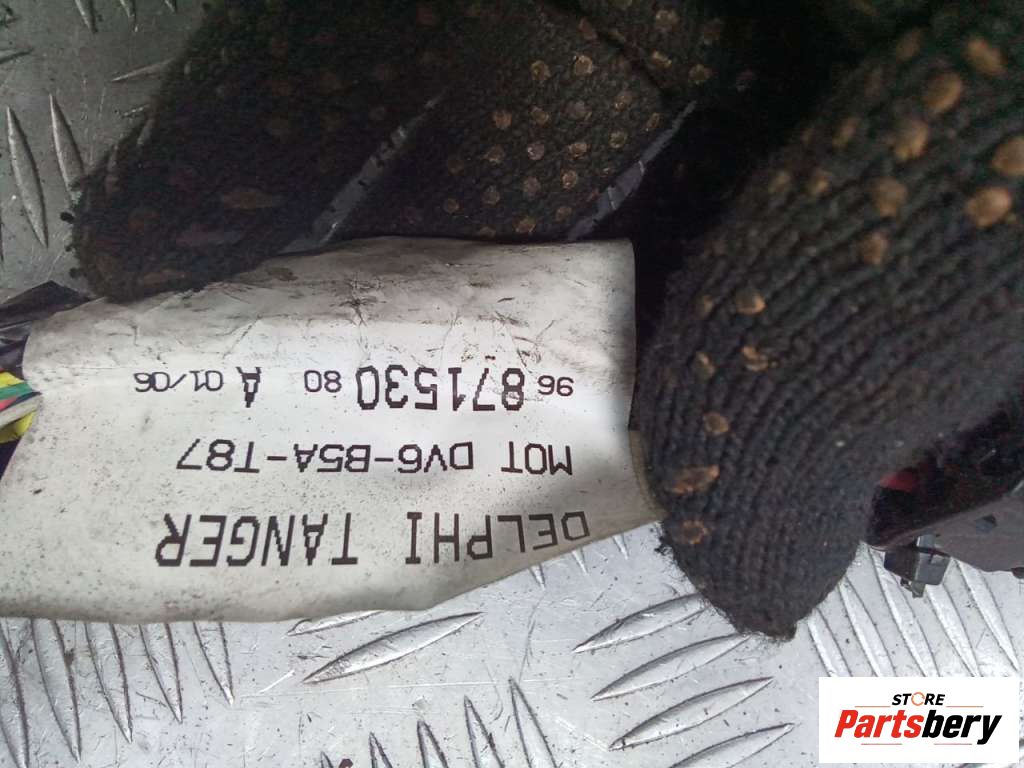 DELPHI TANGER
MOT DV6-B5A-T87
96 871530 80 A 01/06
STORE
Partsbery